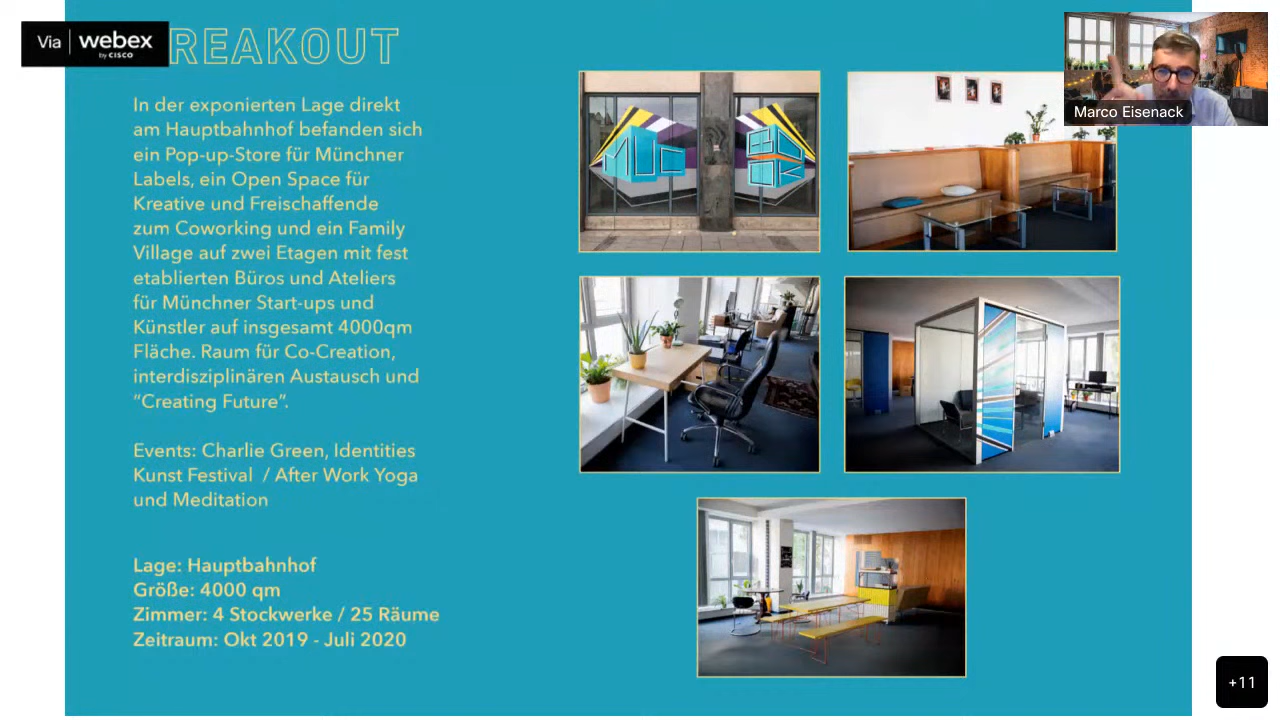 Via webex
by CISCO
REAKOUT
In der exponierten Lage direkt
am Hauptbahnhof befanden sich
ein Pop-up-Store für Münchner
Labels, ein Open Space für
Kreative und Freischaffende
zum Coworking und ein Family
Village auf zwei Etagen mit fest
etablierten Büros und Ateliers
für Münchner Start-ups und
Künstler auf insgesamt 4000qm
Fläche. Raum für Co-Creation,
interdisziplinären Austausch und
“Creating Future”.
Events: Charlie Green, Identities
Kunst Festival / After Work Yoga
und Meditation
Lage: Hauptbahnhof
Größe: 4000 qm
Zimmer: 4 Stockwerke / 25 Räume
Zeitraum: Okt 2019 - Juli 2020
Marco Eisenack
+11